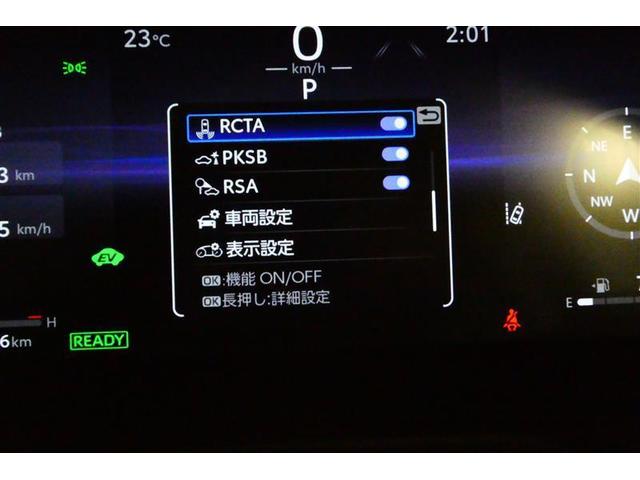 23℃
0
2:01
km/h
P
RCTA
PKSB
RSA
車両設定
表示設定
OK:機能 ON/OFF
OK長押し:詳細設定
3 km
5 km/h
EV
H
6km
READY
E
NE
N
NW
W
E